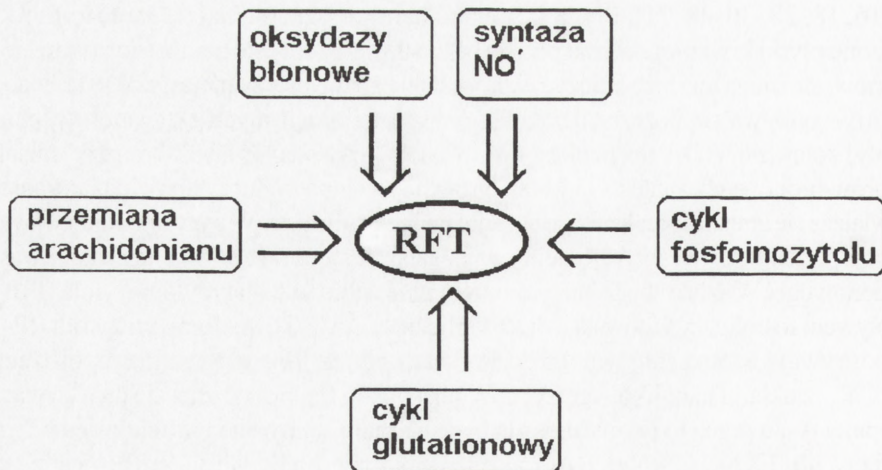 oksydazy
błonowe
syntaza
NO
przemiana
arachidonianu
RFT
cykl
fosfoinozytolu
cykl
glutationowy